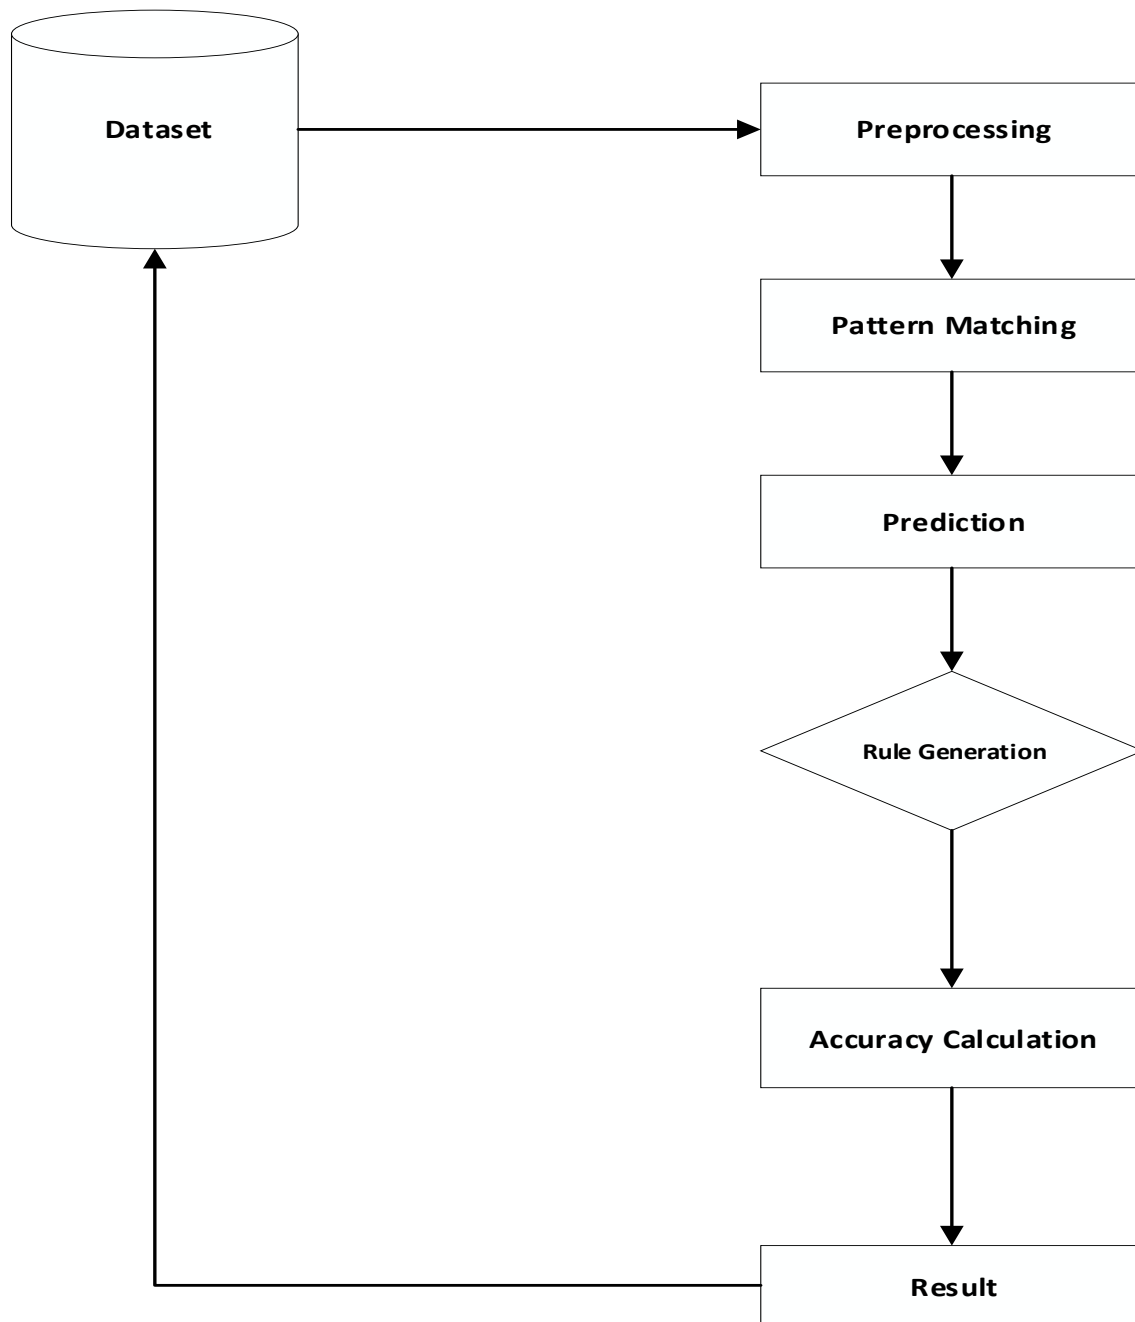 Dataset
Preprocessing
Pattern Matching
Prediction
Rule Generation
Accuracy Calculation
Result